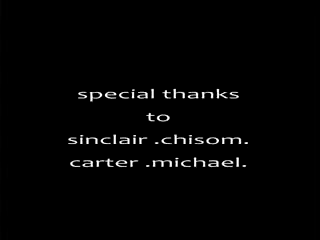 special thanks
to
sinclair .chisom.
carter .michael.